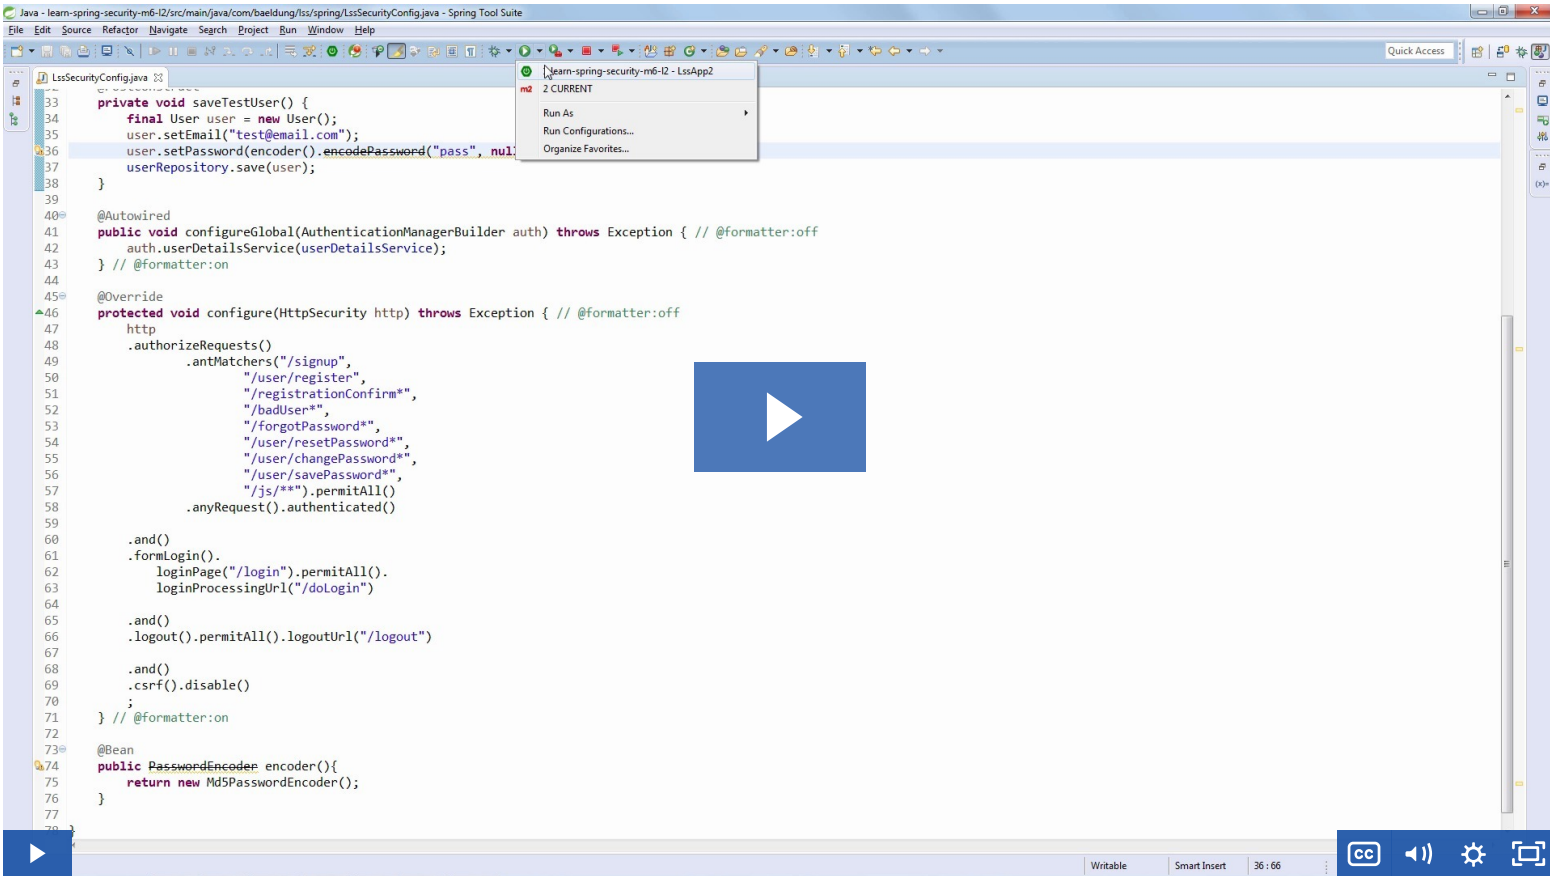 Java - learn-spring-security-m6-l2/src/main/java/com/baeldung/lss/spring/LssSecurityConfig.java - Spring Tool Suite
File Edit Source Refactor Navigate Search Project Run Window Help
Quick Access
LssSecurityConfig.java
learn-spring-security-m6-l2 - LssApp2
2 CURRENT
Run As
Run Configurations...
Organize Favorites...
32 @PostConstruct
33 private void saveTestUser() {
34 final User user = new User();
35 user.setEmail("test@email.com");
36 user.setPassword(encoder().encodePassword("pass", null
37 userRepository.save(user);
38 }
39
40 @Autowired
41 public void configureGlobal(AuthenticationManagerBuilder auth) throws Exception { // @formatter:off
42 auth.userDetailsService(userDetailsService);
43 } // @formatter:on
44
45 @Override
46 protected void configure(HttpSecurity http) throws Exception { // @formatter:off
47 http
48 .authorizeRequests()
49 .antMatchers("/signup",
50 "/user/register",
51 "/registrationConfirm*",
52 "/badUser*",
53 "/forgotPassword*",
54 "/user/resetPassword*",
55 "/user/changePassword*",
56 "/user/savePassword*",
57 "/js/**").permitAll()
58 .anyRequest().authenticated()
59
60 .and()
61 .formLogin().
62 loginPage("/login").permitAll().
63 loginProcessingUrl("/doLogin")
64
65 .and()
66 .logout().permitAll().logoutUrl("/logout")
67
68 .and()
69 .csrf().disable()
70 ;
71 } // @formatter:on
72
73 @Bean
74 public PasswordEncoder encoder(){
75 return new Md5PasswordEncoder();
76 }
77
78 }
CC
Writable Smart Insert 36 : 66